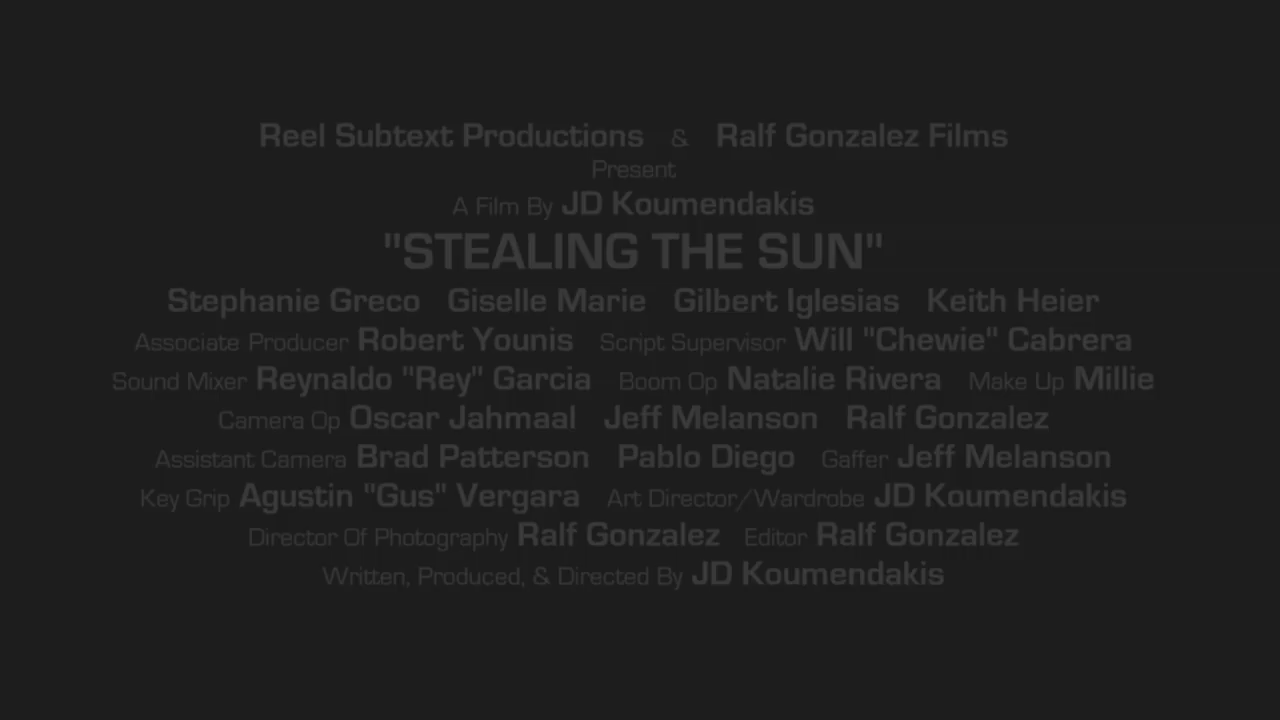 Reel Subtext Productions & Ralf Gonzalez Films
Present
A Film By JD Koumendakis
"STEALING THE SUN"
Stephanie Greco Giselle Marie Gilbert Iglesias Keith Heier
Associate Producer Robert Younis Script Supervisor Will "Chewie" Cabrera
Sound Mixer Reynaldo "Rey" Garcia Boom Op Natalie Rivera Make Up Millie
Camera Op Oscar Jahmaal Jeff Melanson Ralf Gonzalez
Assistant Camera Brad Patterson Pablo Diego Gaffer Jeff Melanson
Key Grip Agustin "Gus" Vergara Art Director/Wardrobe JD Koumendakis
Director Of Photography Ralf Gonzalez Editor Ralf Gonzalez
Written, Produced, & Directed By JD Koumendakis